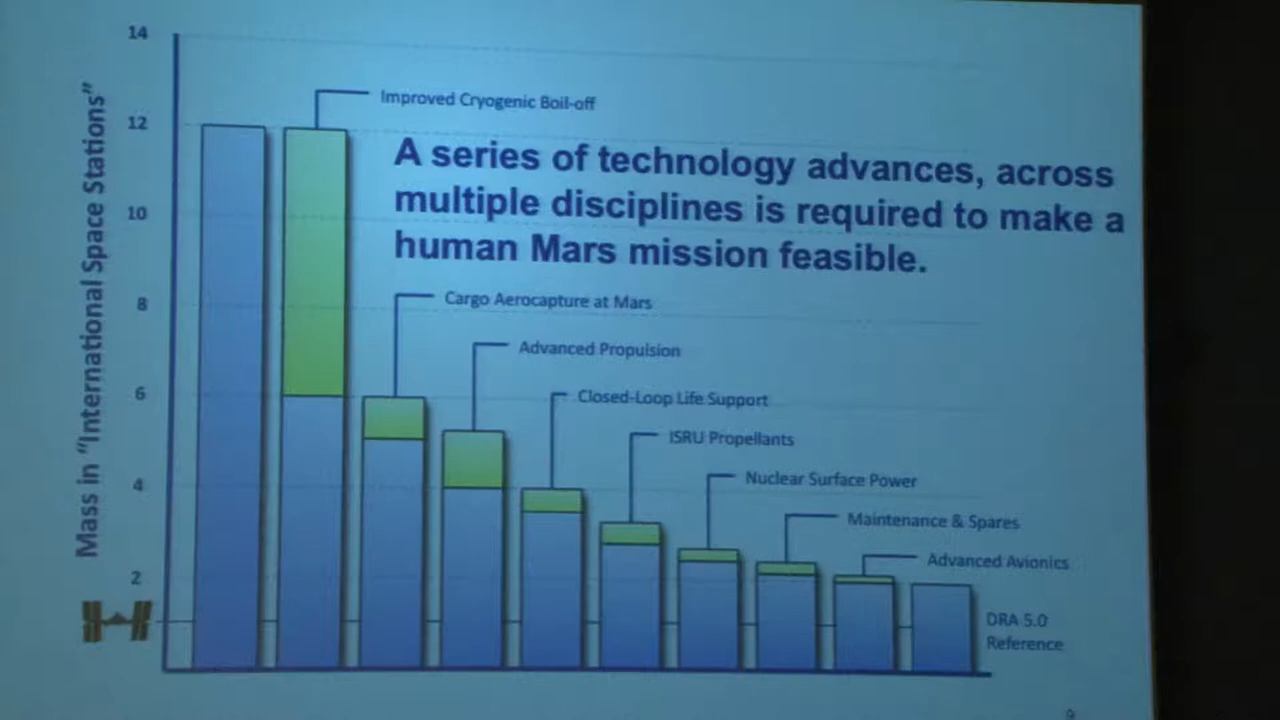 14
Improved Cryogenic Boil-off
12
A series of technology advances, across
multiple disciplines is required to make a
human Mars mission feasible.
10
Mass in "International Space Stations"
8
Cargo Aerocapture at Mars
Advanced Propulsion
6
Closed-Loop Life Support
ISRU Propellants
4
Nuclear Surface Power
Maintenance & Spares
Advanced Avionics
2
DRA 5.0
Reference
9